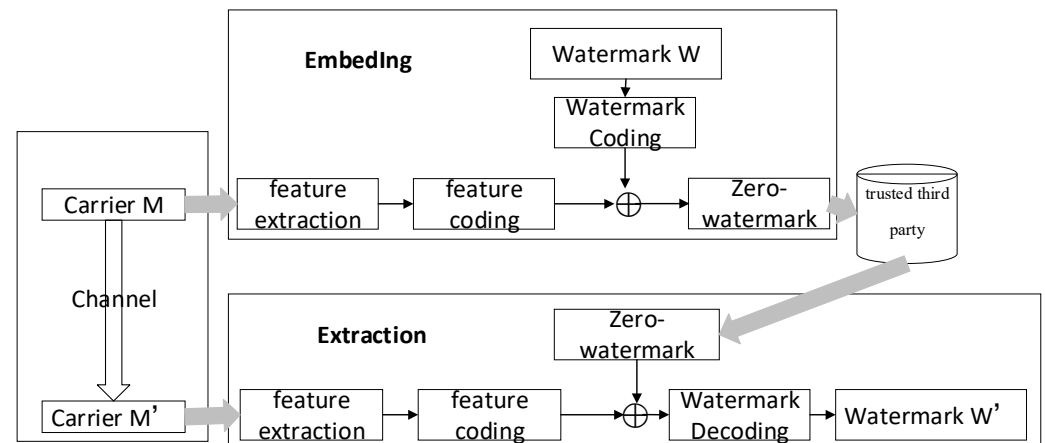 EmbedIng
Watermark W
Watermark
Coding
Carrier M
feature
extraction
feature
coding
Zero-
watermark
trusted third
party
Channel
Extraction
Zero-
watermark
Carrier M’
feature
extraction
feature
coding
Watermark
Decoding
Watermark W’